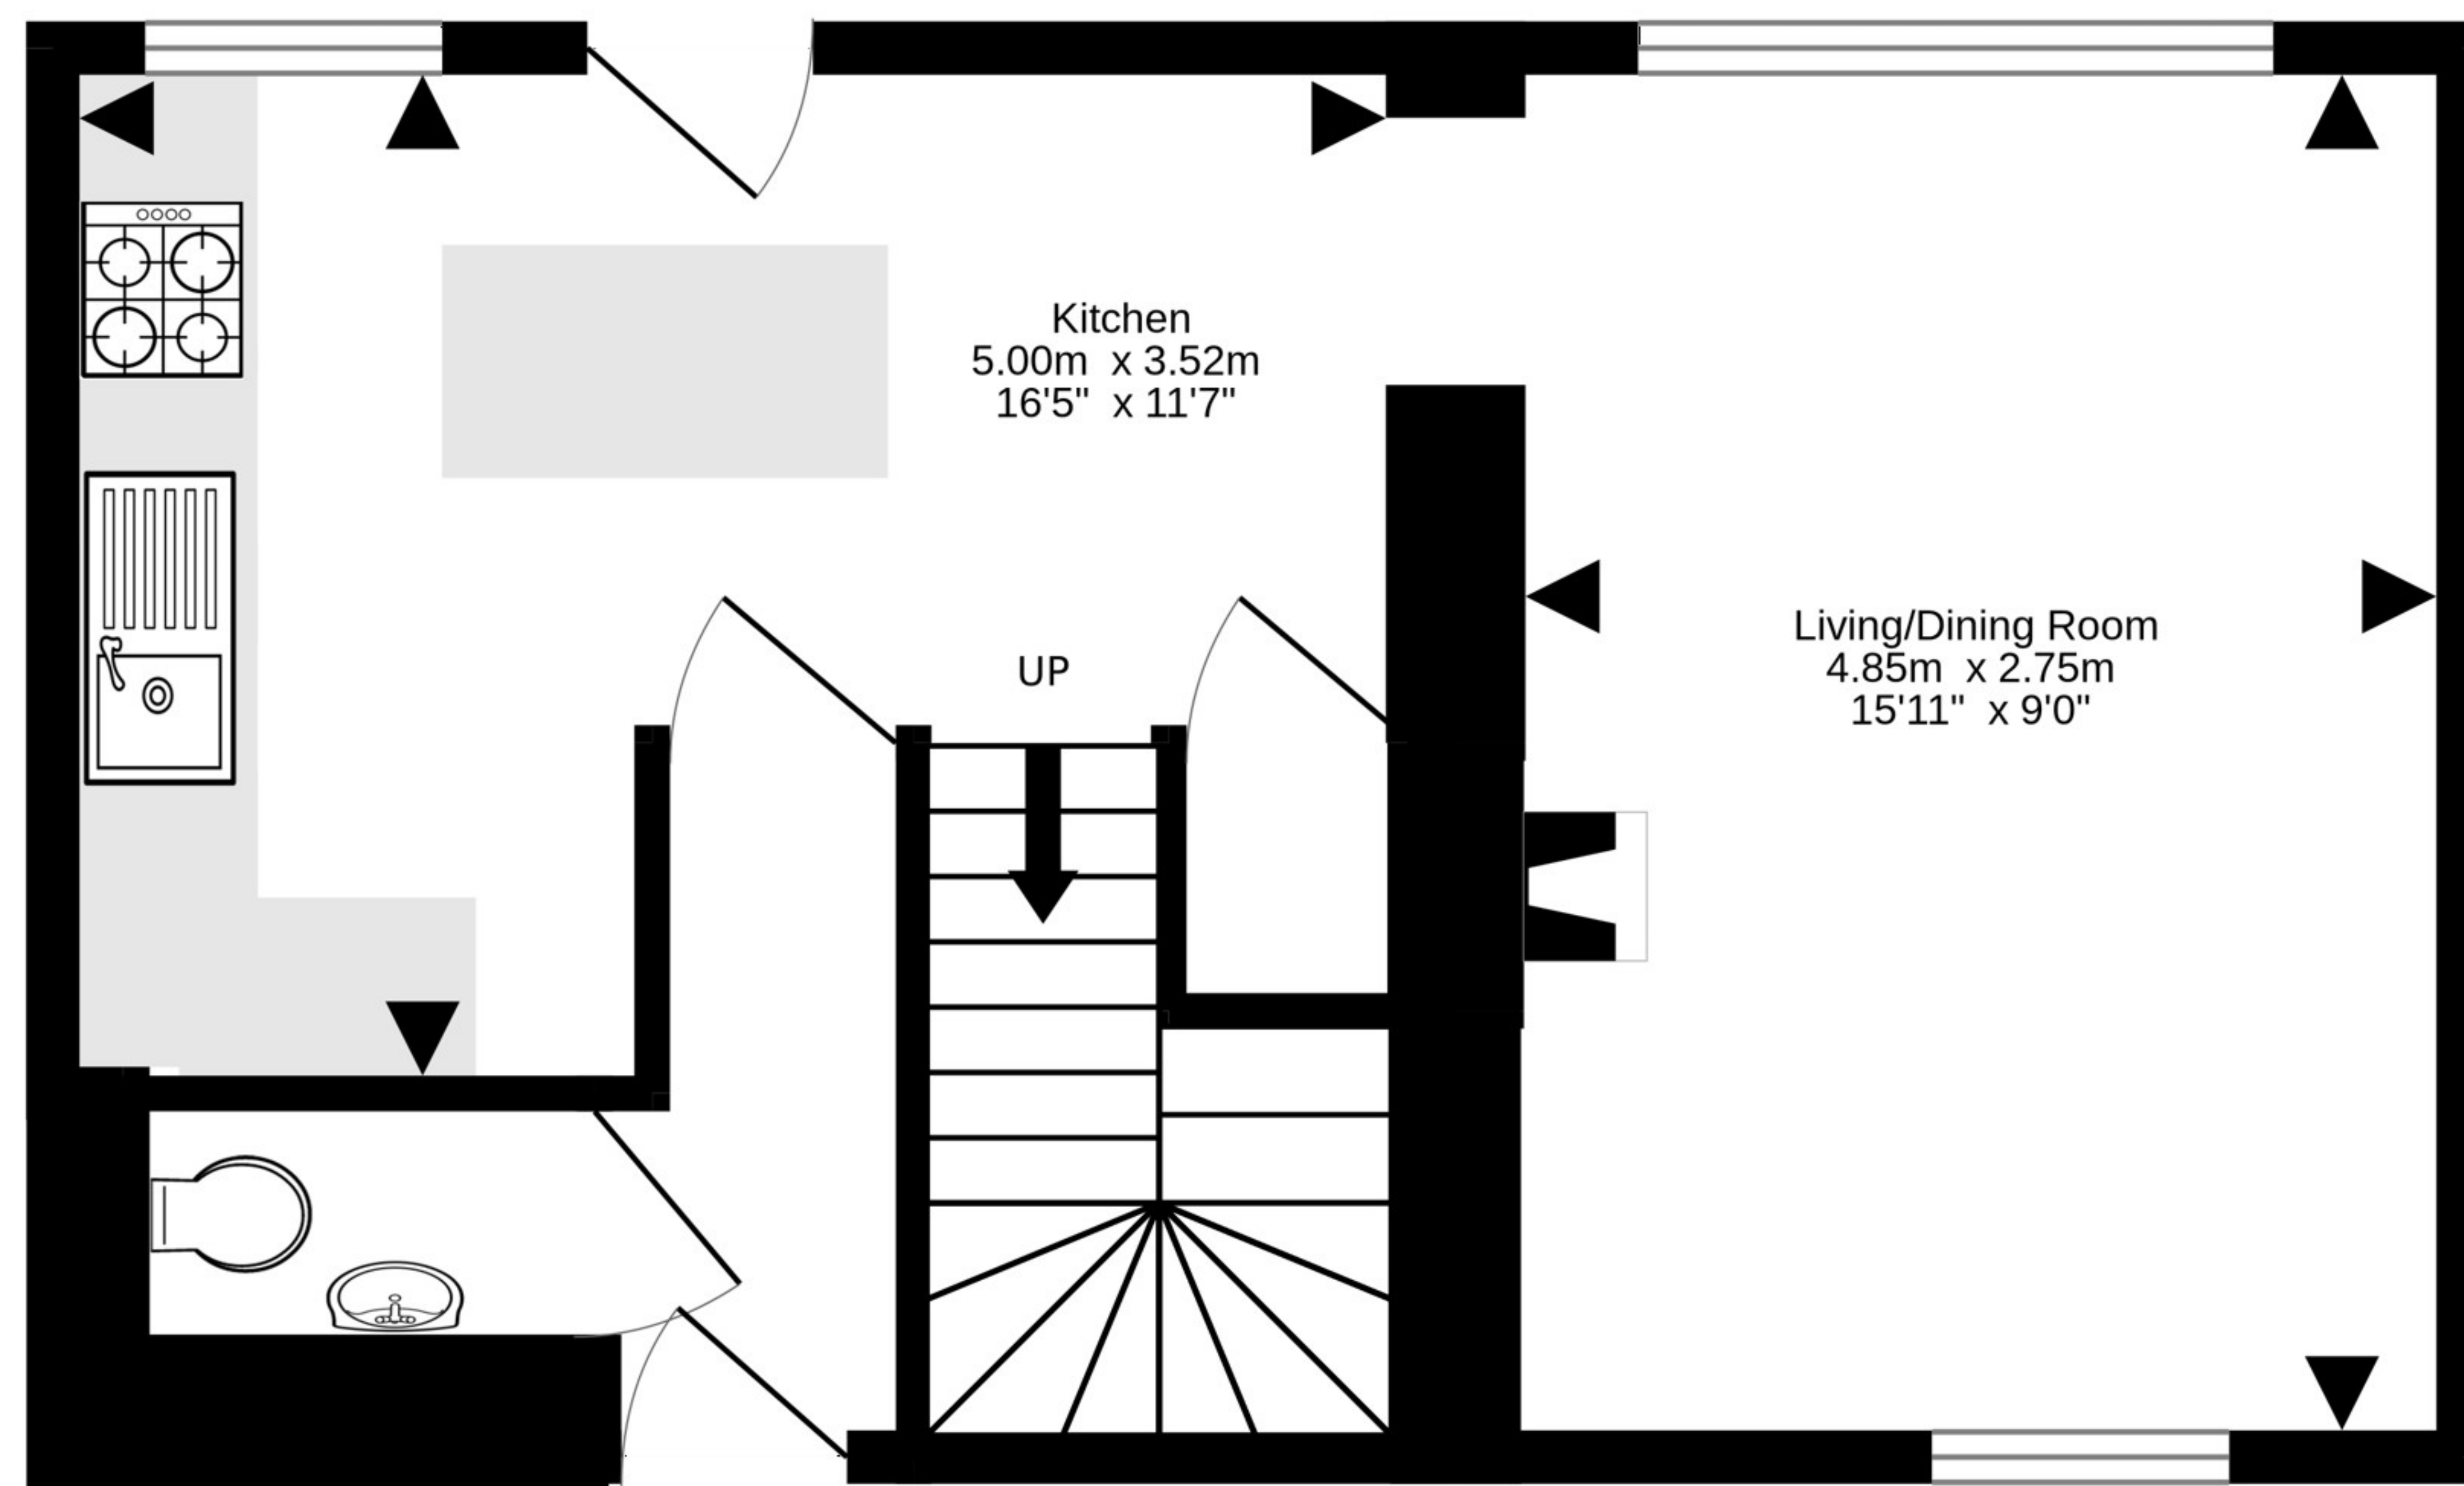 Kitchen
5.00m x 3.52m
16'5" x 11'7"
UP
Living/Dining Room
4.85m x 2.75m
15'11" x 9'0"